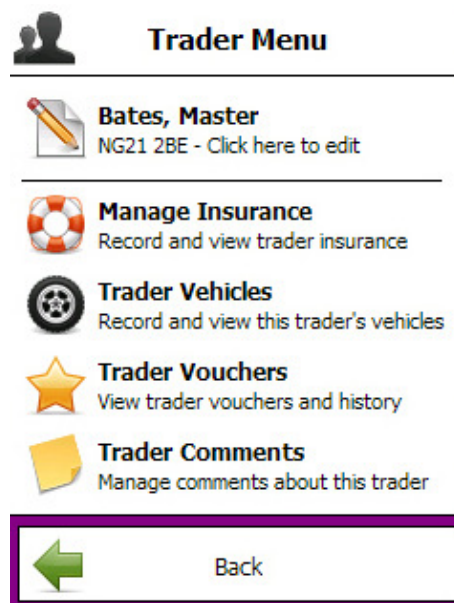 Trader Menu
Bates, Master
NG21 2BE - Click here to edit
Manage Insurance
Record and view trader insurance
Trader Vehicles
Record and view this trader's vehicles
Trader Vouchers
View trader vouchers and history
Trader Comments
Manage comments about this trader
Back